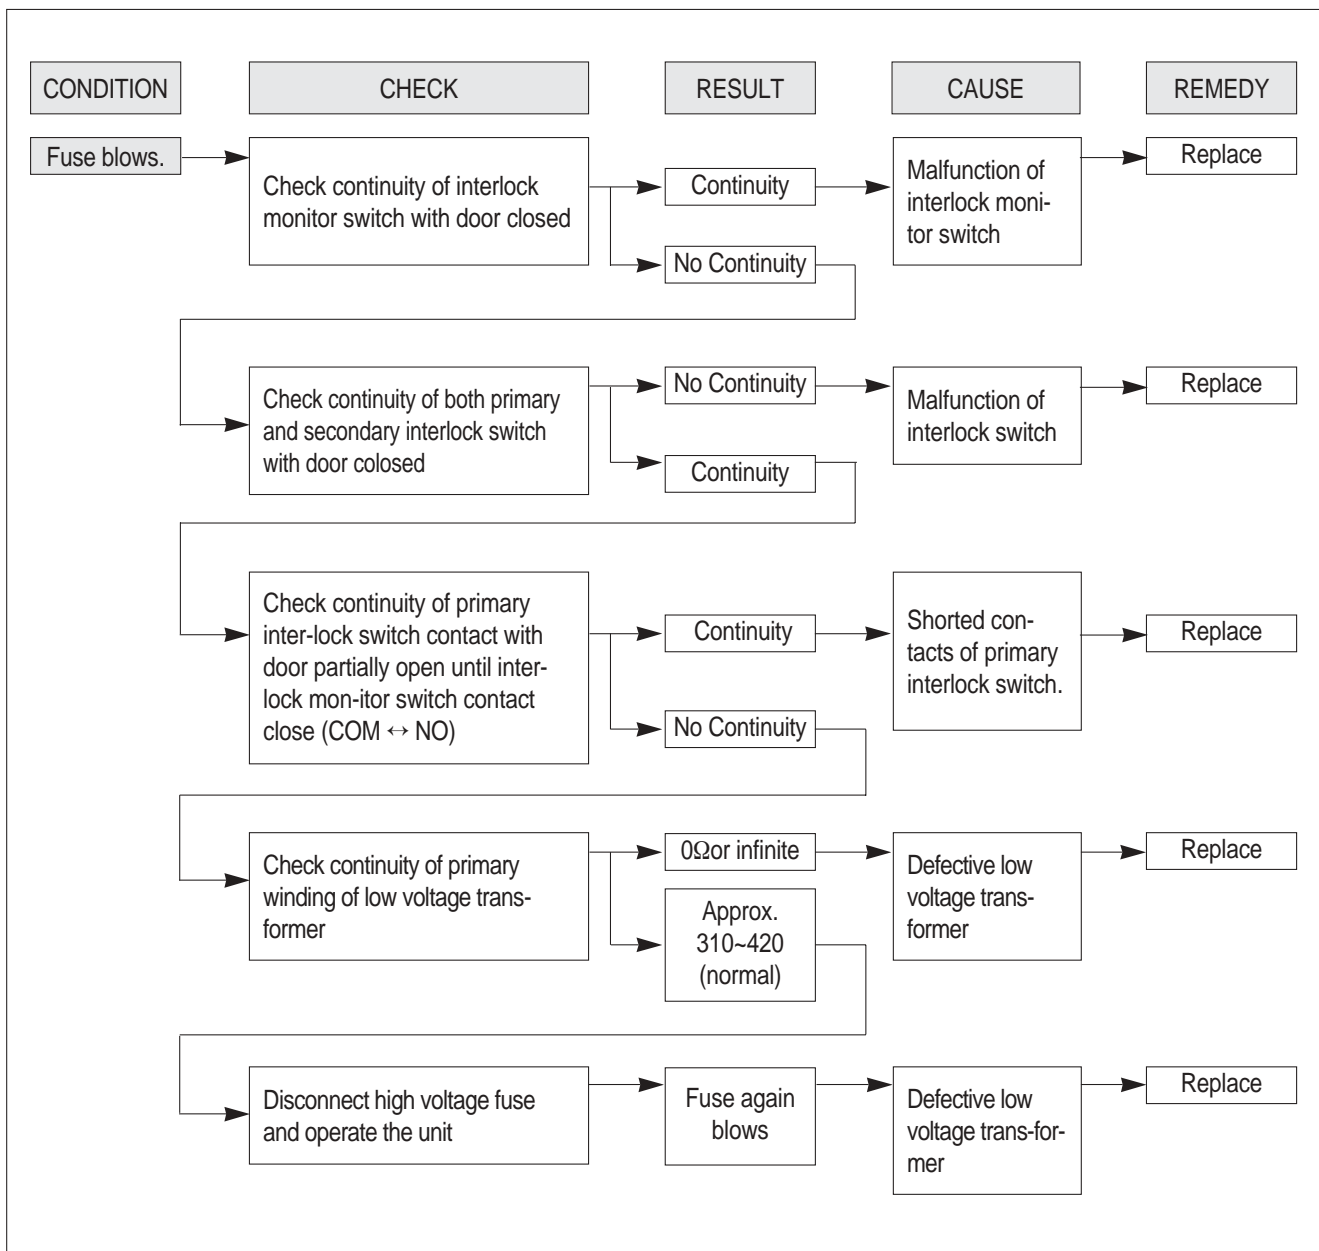 CONDITION
CHECK
RESULT
CAUSE
REMEDY
Fuse blows.
Check continuity of interlock
monitor switch with door closed
Continuity
No Continuity
Malfunction of
interlock moni-
tor switch
Replace
Check continuity of both primary
and secondary interlock switch
with door colosed
No Continuity
Continuity
Malfunction of
interlock switch
Replace
Check continuity of primary
inter-lock switch contact with
door partially open until inter-
lock mon-itor switch contact
close (COM ↔ NO)
Continuity
No Continuity
Shorted con-
tacts of primary
interlock switch.
Replace
Check continuity of primary
winding of low voltage trans-
former
0Ωor infinite
Approx.
310~420
(normal)
Defective low
voltage trans-
former
Replace
Disconnect high voltage fuse
and operate the unit
Fuse again
blows
Defective low
voltage trans-for-
mer
Replace